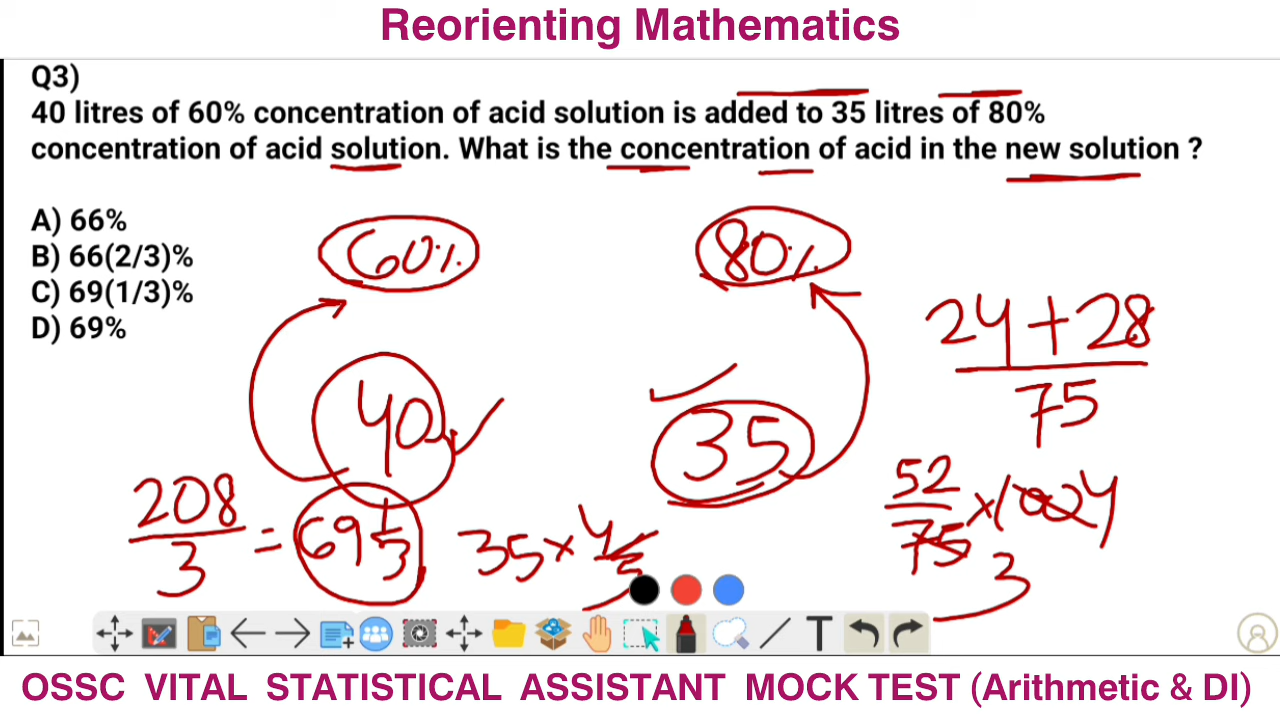 Reorienting Mathematics
Q3)
40 litres of 60% concentration of acid solution is added to 35 litres of 80%
concentration of acid solution. What is the concentration of acid in the new solution ?
A) 66%
B) 66(2/3)%
C) 69(1/3)%
D) 69%
60%
80%
24+28
75
40
35
52
75 ×100 4
3
208
3 = 69 1/3
35 × 4/5
T
OSSC VITAL STATISTICAL ASSISTANT MOCK TEST (Arithmetic & DI)